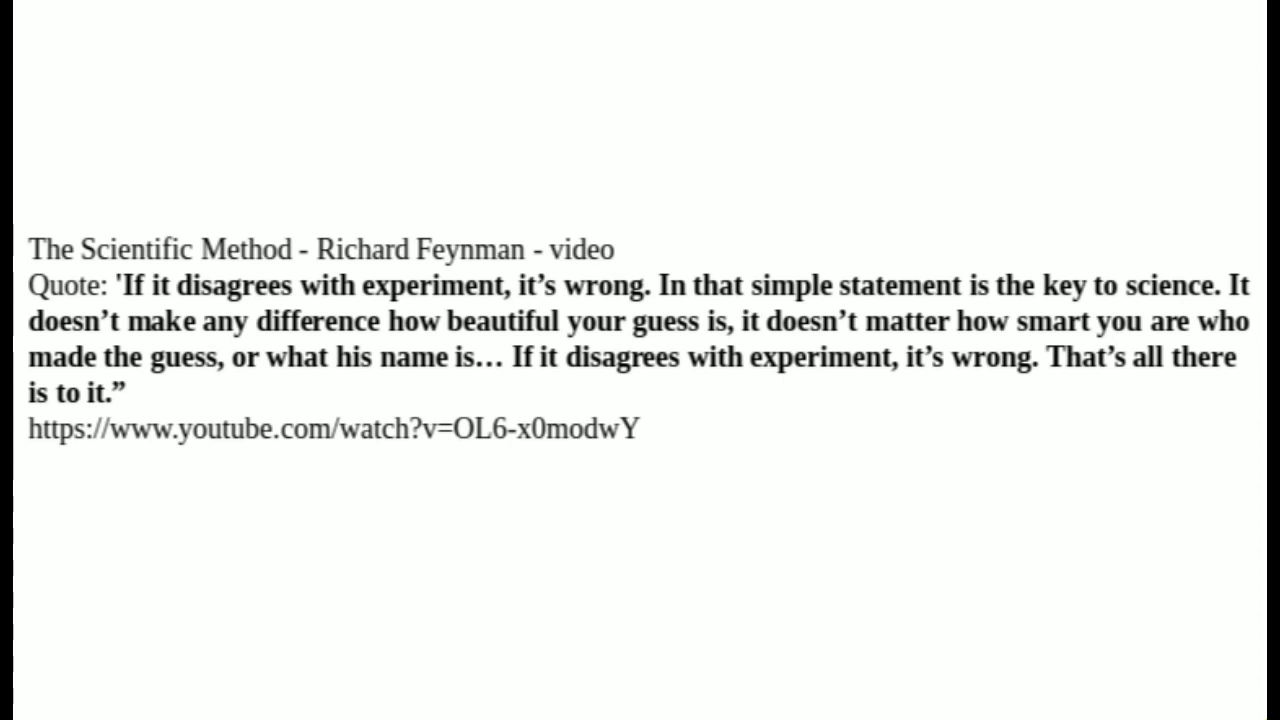 The Scientific Method - Richard Feynman - video
Quote: 'If it disagrees with experiment, it’s wrong. In that simple statement is the key to science. It
doesn’t make any difference how beautiful your guess is, it doesn’t matter how smart you are who
made the guess, or what his name is… If it disagrees with experiment, it’s wrong. That’s all there
is to it.”
https://www.youtube.com/watch?v=OL6-x0modwY